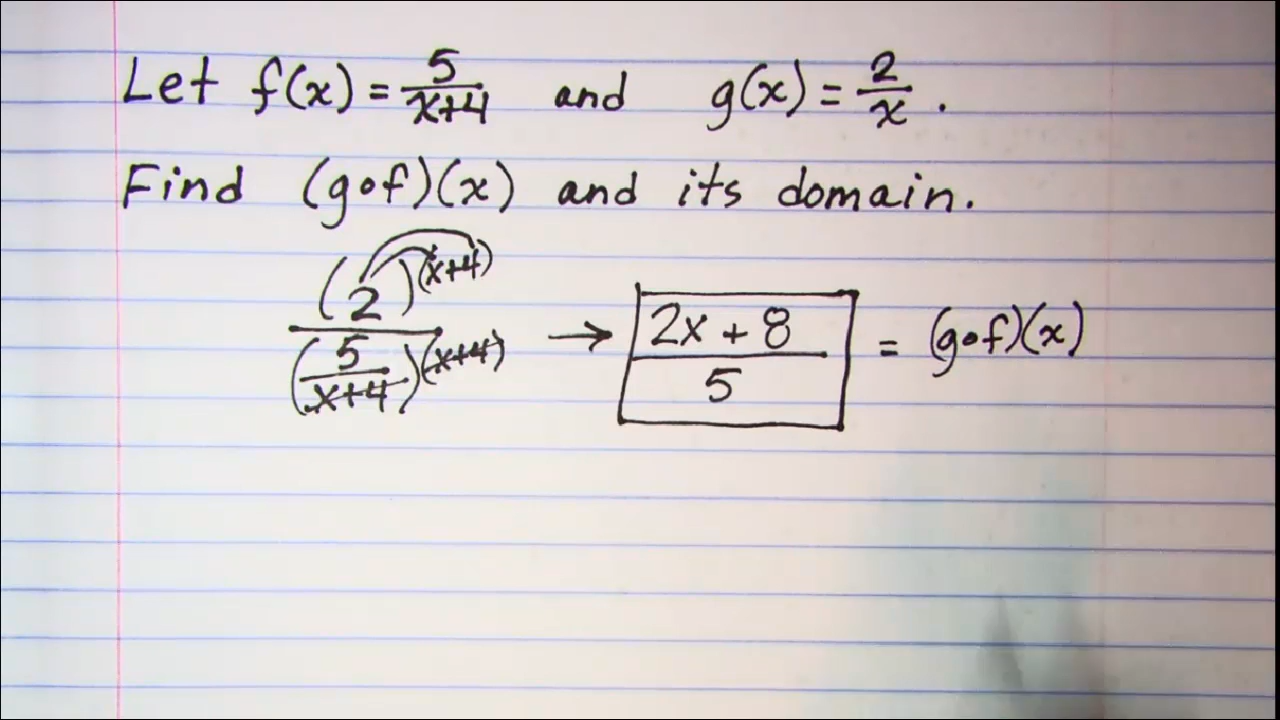 Let f(x) = 5/(x+4) and g(x) = 2/x .
Find (g∘f)(x) and its domain.
(2)(x+4) / (5/(x+4))(x+4) → (2x + 8)/5 = (g∘f)(x)